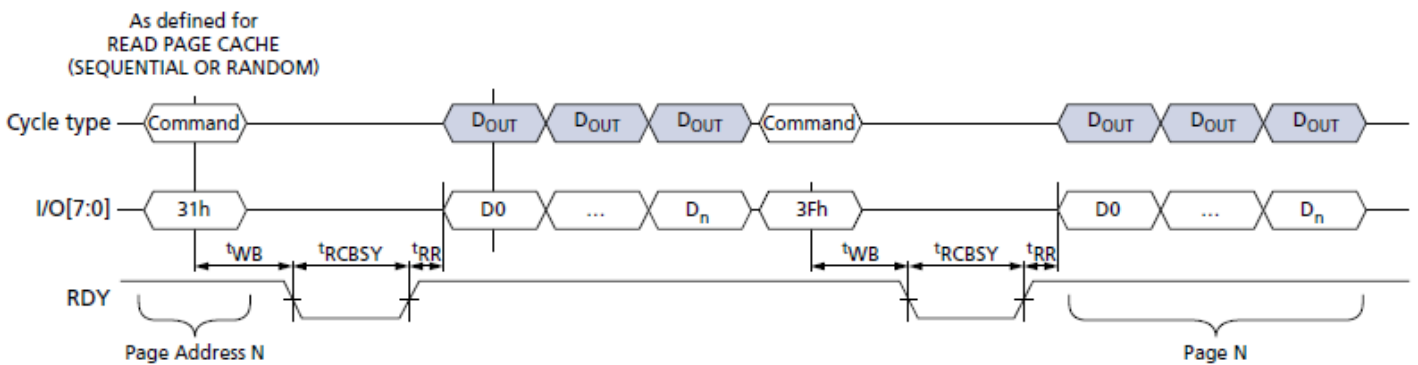 As defined for
READ PAGE CACHE
(SEQUENTIAL OR RANDOM)
Cycle type Command DOUT DOUT DOUT Command DOUT DOUT DOUT
I/O[7:0] 31h D0 ... Dn 3Fh D0 ... Dn
tWB tRCBSY tRR tWB tRCBSY tRR
RDY
Page Address N Page N